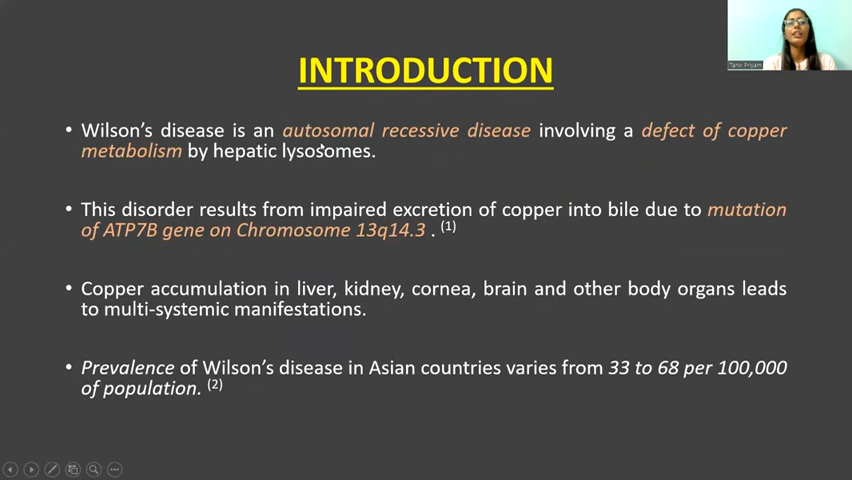 INTRODUCTION
Tanvi Priyam
• Wilson's disease is an autosomal recessive disease involving a defect of copper
metabolism by hepatic lysosomes.
• This disorder results from impaired excretion of copper into bile due to mutation
of ATP7B gene on Chromosome 13q14.3 . (1)
• Copper accumulation in liver, kidney, cornea, brain and other body organs leads
to multi-systemic manifestations.
• Prevalence of Wilson's disease in Asian countries varies from 33 to 68 per 100,000
of population. (2)